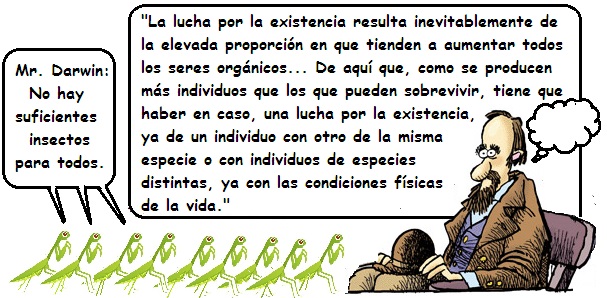 Mr. Darwin:
No hay
suficientes
insectos
para todos.
"La lucha por la existencia resulta inevitablemente de
la elevada proporción en que tienden a aumentar todos
los seres orgánicos... De aquí que, como se producen
más individuos que los que pueden sobrevivir, tiene que
haber en caso, una lucha por la existencia,
ya de un individuo con otro de la misma
especie o con individuos de especies
distintas, ya con las condiciones físicas
de la vida."